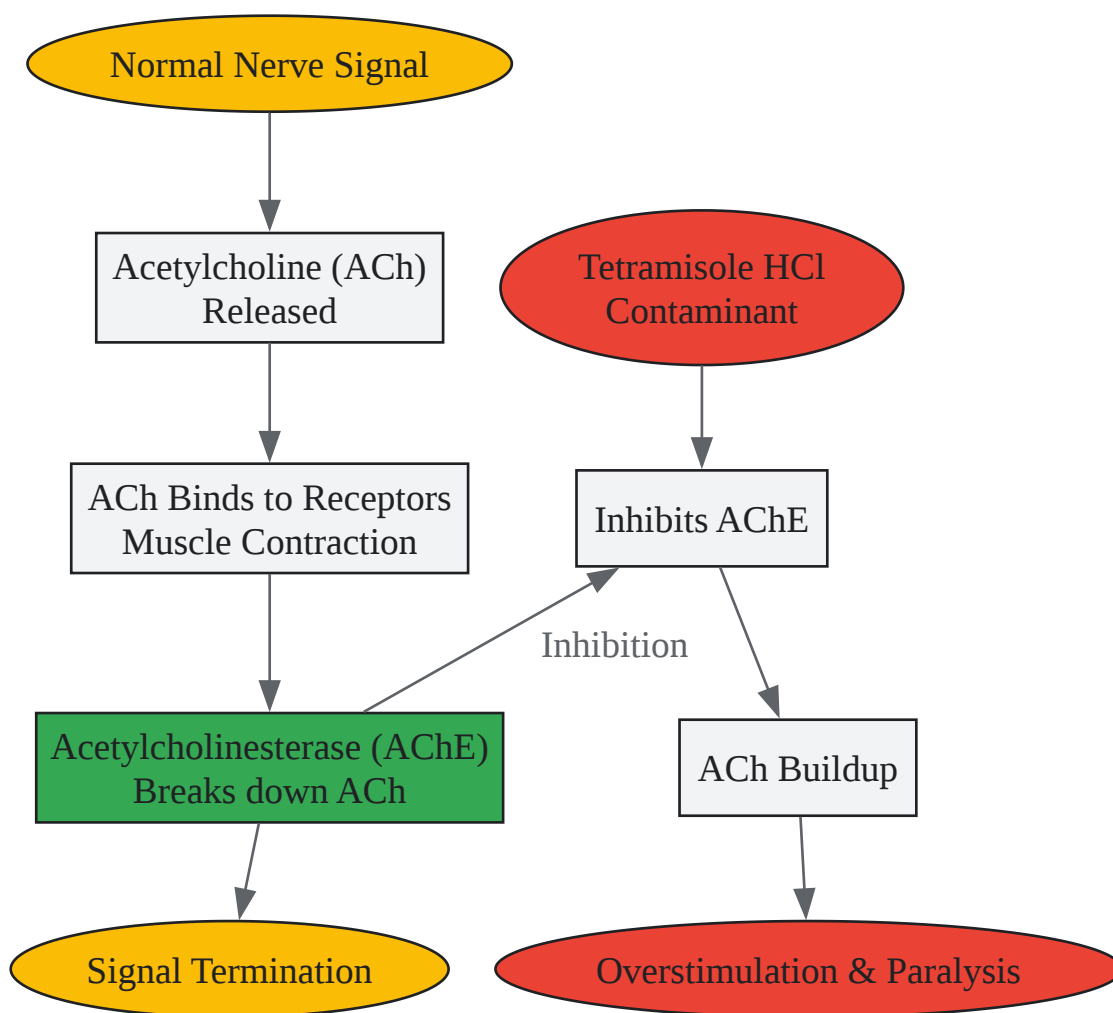 Normal Nerve Signal
Acetylcholine (ACh)
Released
Tetramisole HCl
Contaminant
ACh Binds to Receptors
Muscle Contraction
Inhibits AChE
Inhibition
Acetylcholinesterase (AChE)
Breaks down ACh
ACh Buildup
Signal Termination
Overstimulation & Paralysis